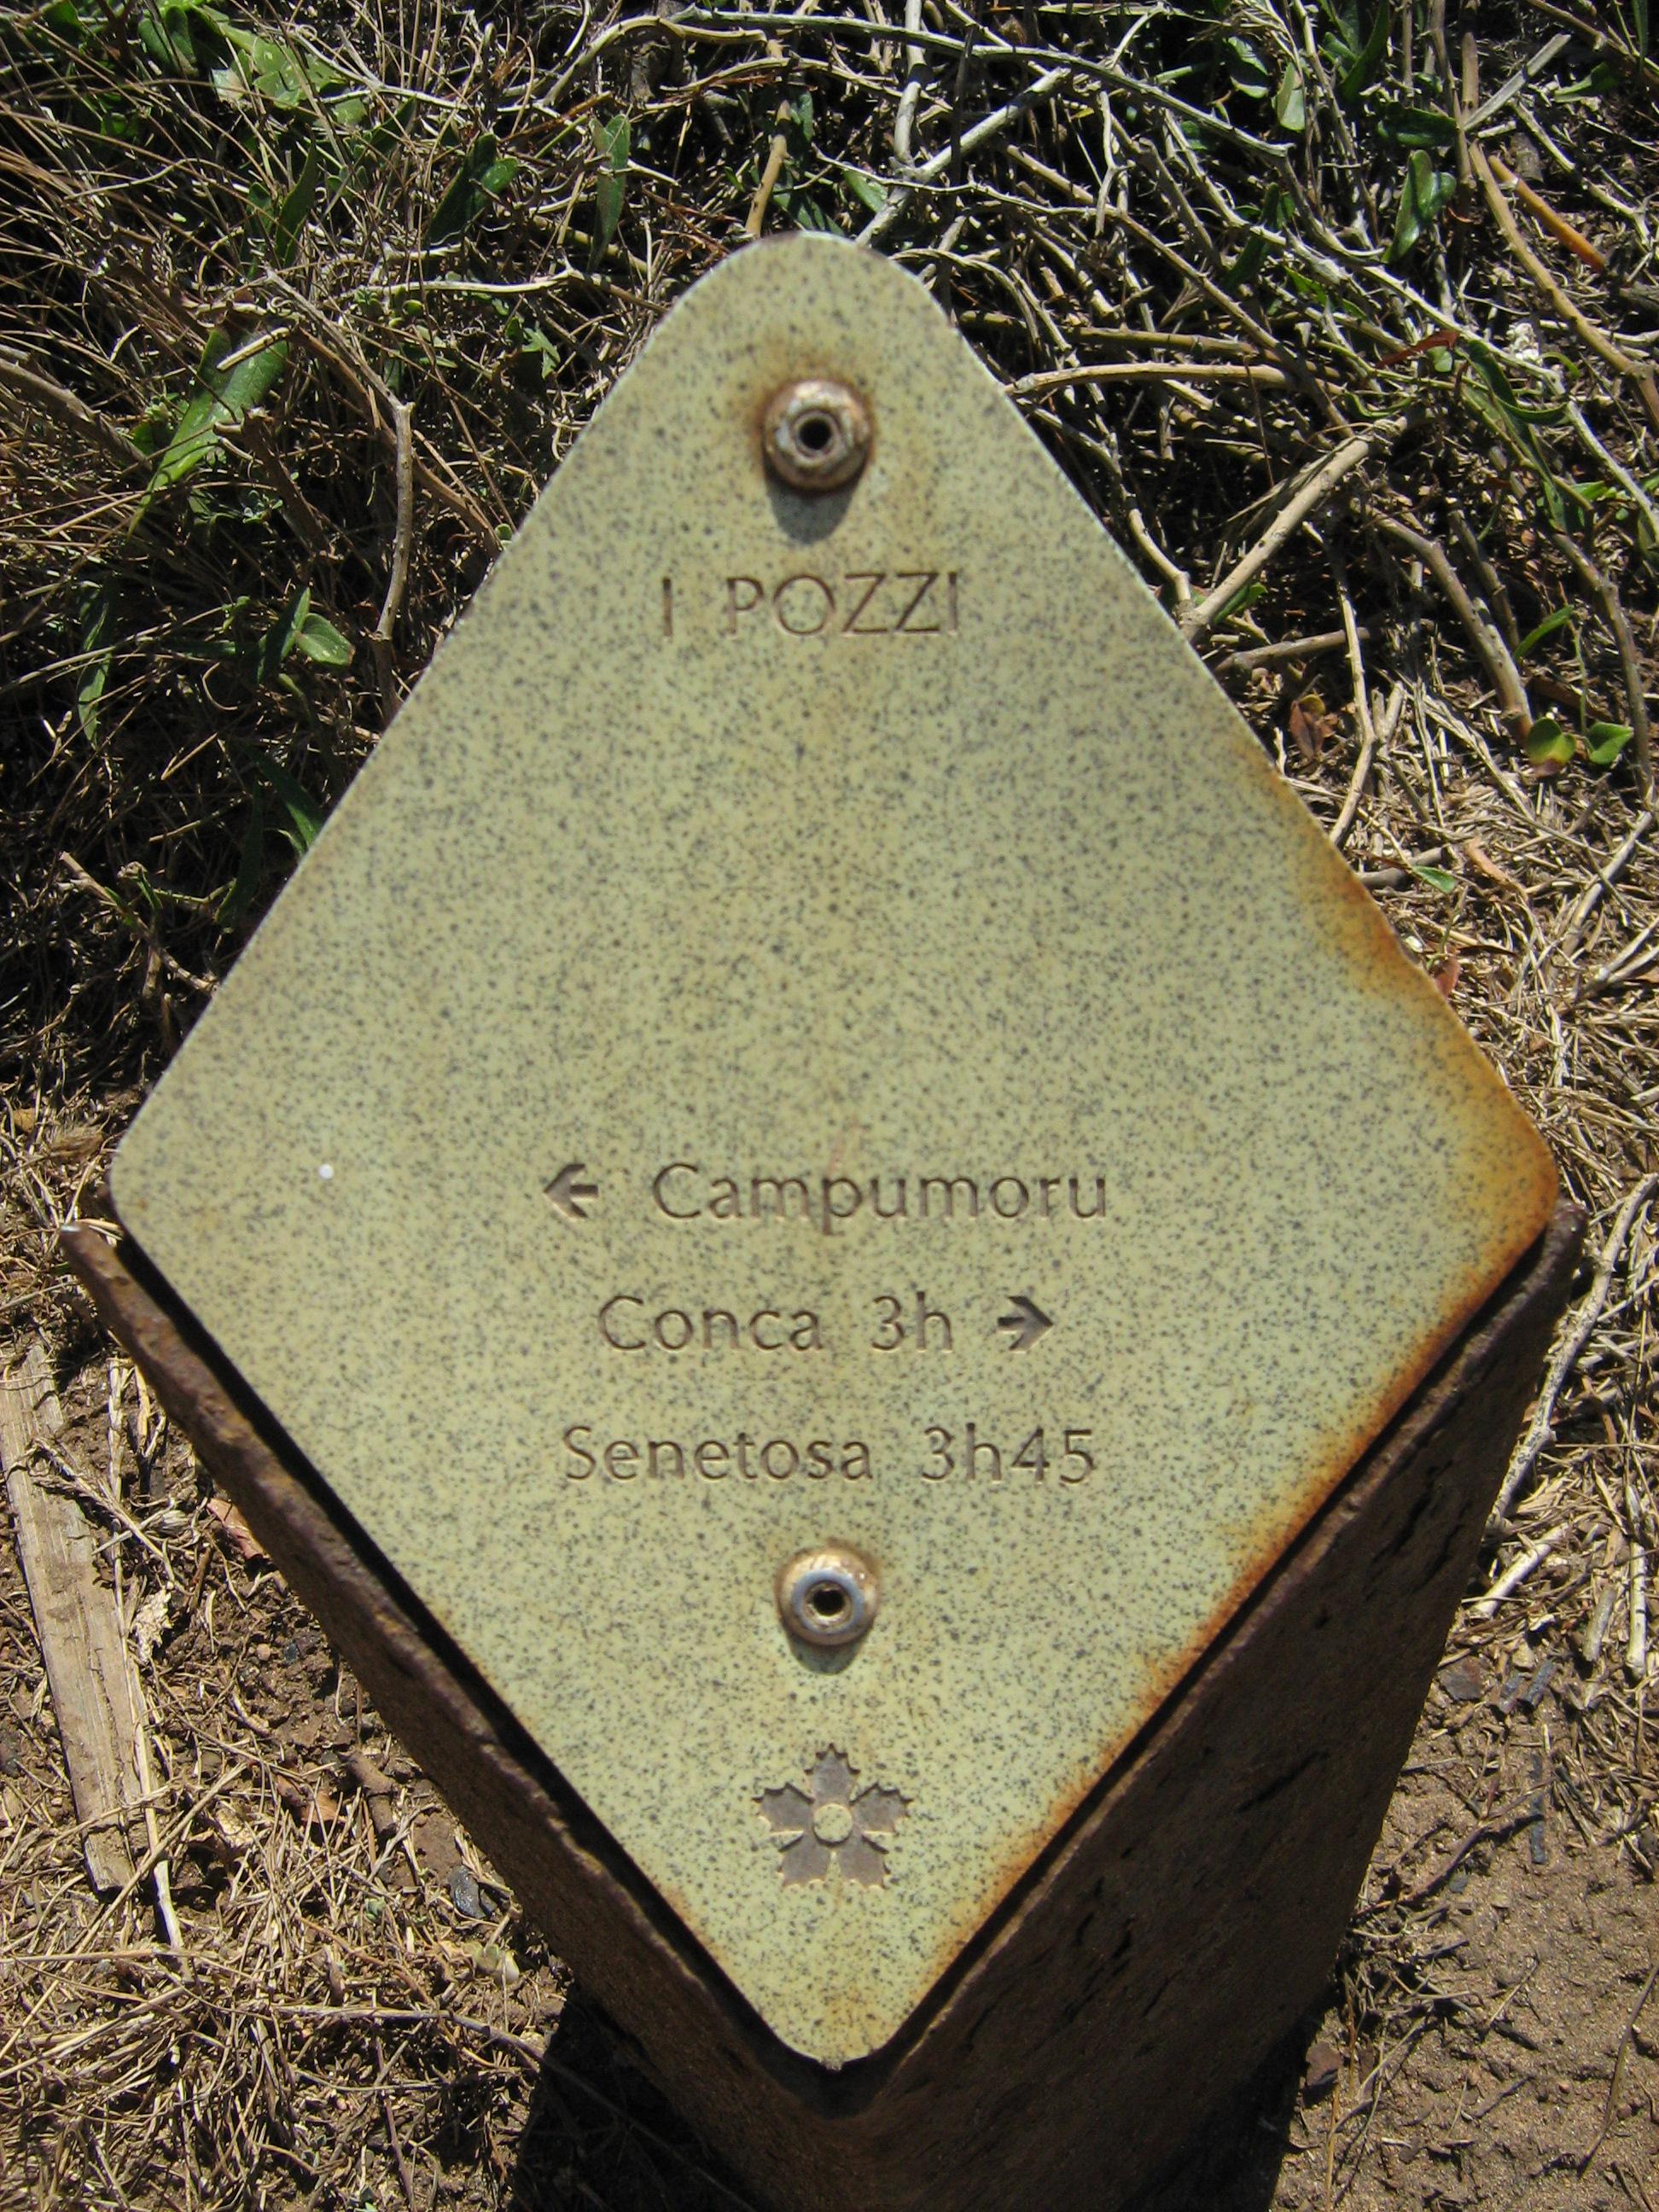 I POZZI
← Campumoru
Conca 3h →
Senetosa 3h45